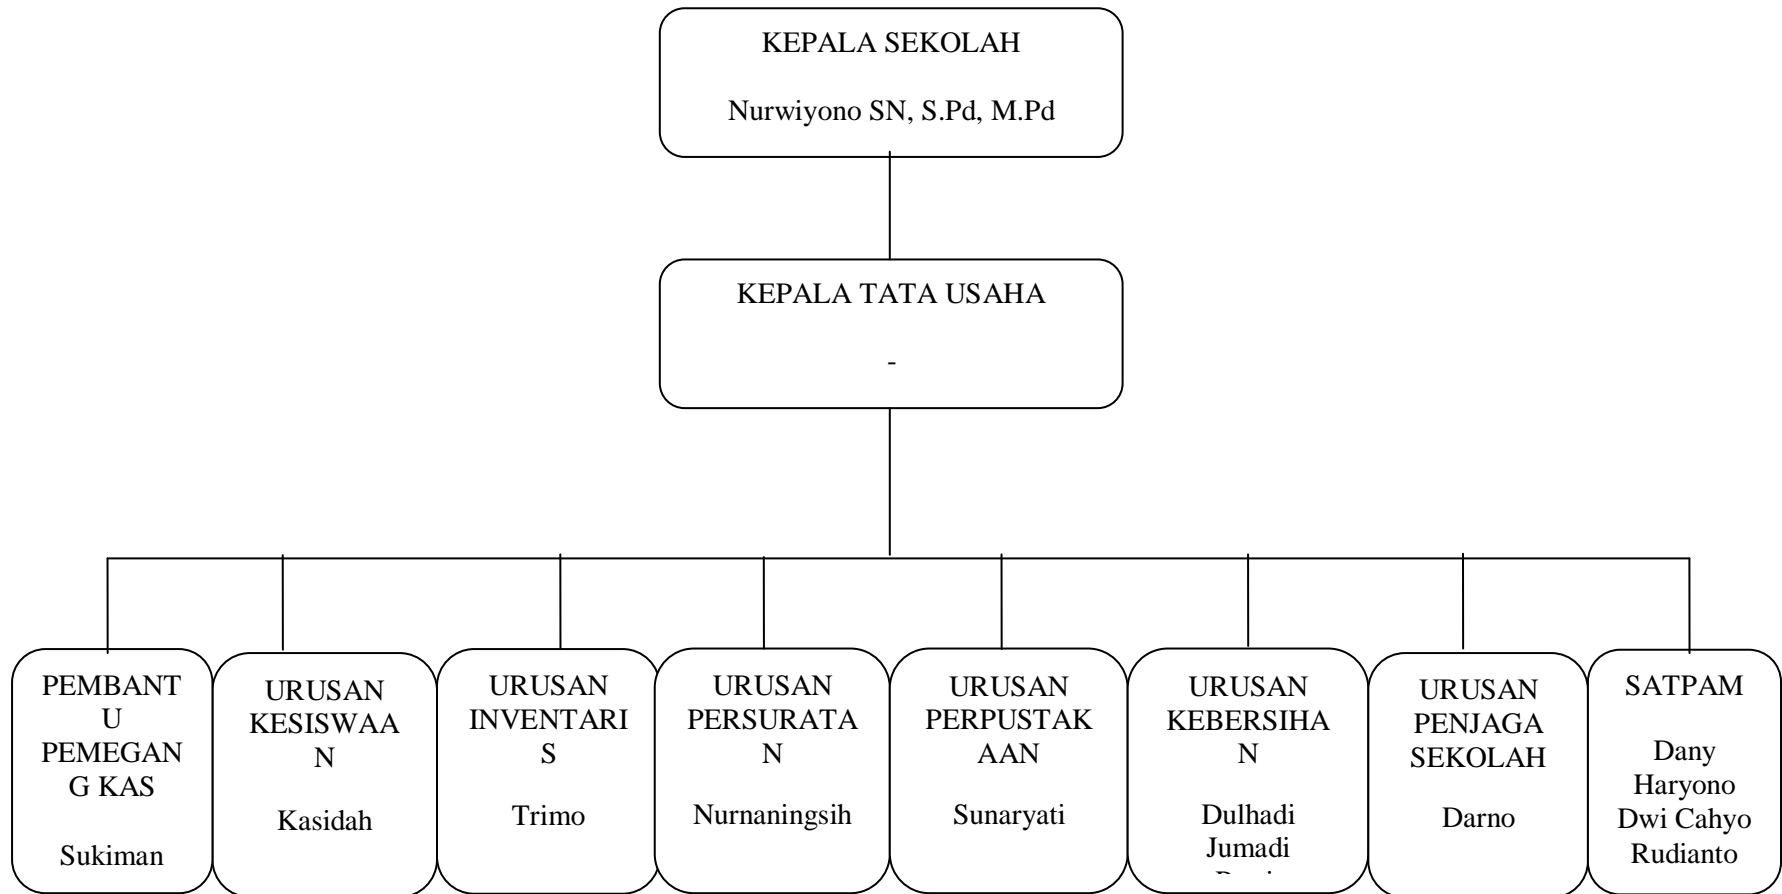 KEPALA SEKOLAH
Nurwiyono SN, S.Pd, M.Pd
KEPALA TATA USAHA
-
PEMBANT
U
PEMEGAN
G KAS
Sukiman
URUSAN
KESISWAA
N
Kasidah
URUSAN
INVENTARI
S
Trimo
URUSAN
PERSURATA
N
Nurnaningsih
URUSAN
PERPUSTAK
AAN
Sunaryati
URUSAN
KEBERSIHA
N
Dulhadi
Jumadi
URUSAN
PENJAGA
SEKOLAH
Darno
SATPAM
Dany
Haryono
Dwi Cahyo
Rudianto